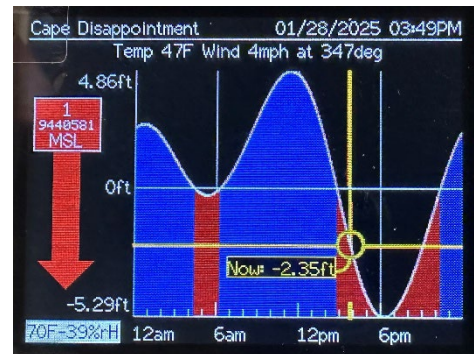 Cape Disappointment 01/28/2025 03:49PM
Temp 47F Wind 4mph at 347deg
4.86ft
1
9440581
MSL
0ft
Now: -2.35ft
-5.29ft
70F-39%rH 12am 6am 12pm 6pm